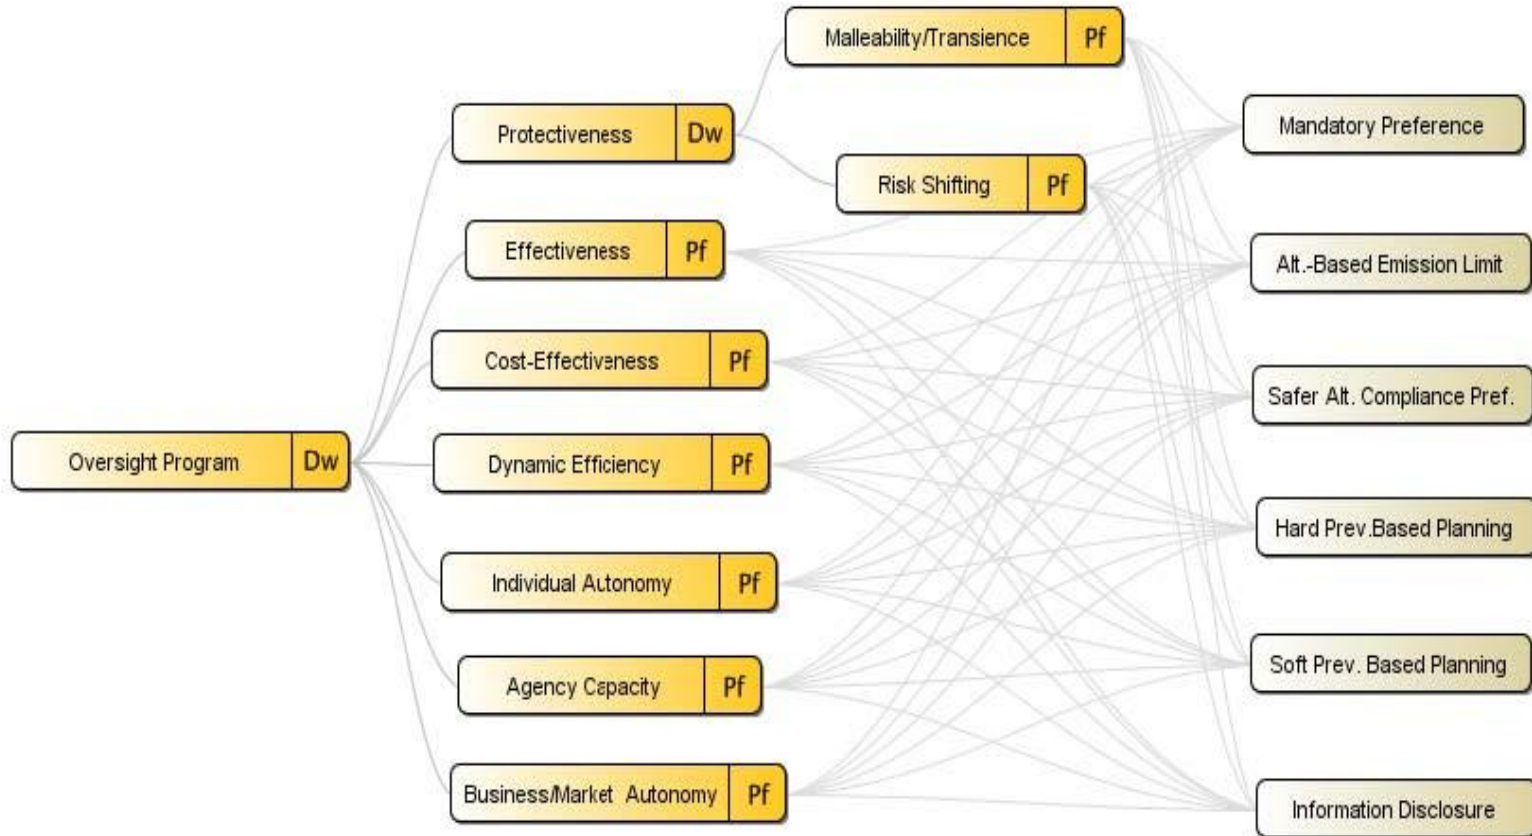 Malleability/Transience Pf
Mandatory Preference
Protectiveness Dw
Risk Shifting Pf
Effectiveness Pf
Alt.-Based Emission Limit
Cost-Effectiveness Pf
Safer Alt. Compliance Pref.
Oversight Program Dw
Dynamic Efficiency Pf
Hard Prev.Based Planning
Individual Autonomy Pf
Soft Prev. Based Planning
Agency Capacity Pf
Business/Market Autonomy Pf
Information Disclosure